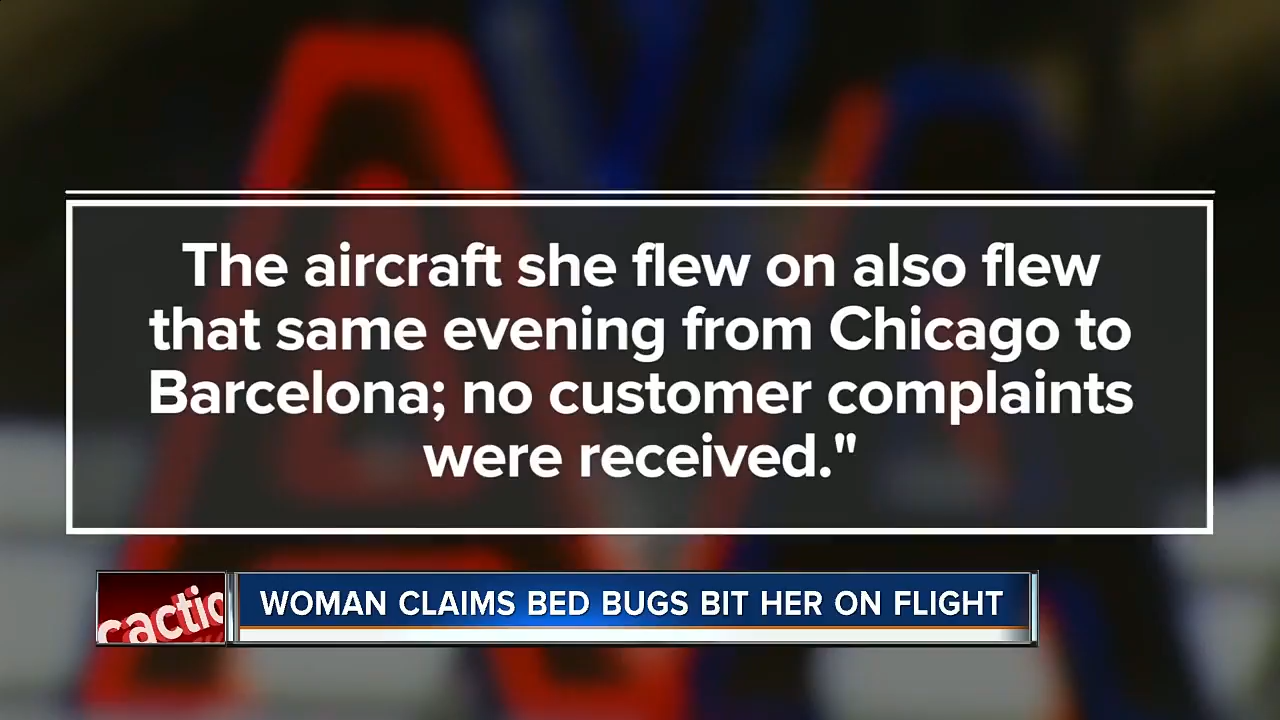 The aircraft she flew on also flew
that same evening from Chicago to
Barcelona; no customer complaints
were received."
WOMAN CLAIMS BED BUGS BIT HER ON FLIGHT